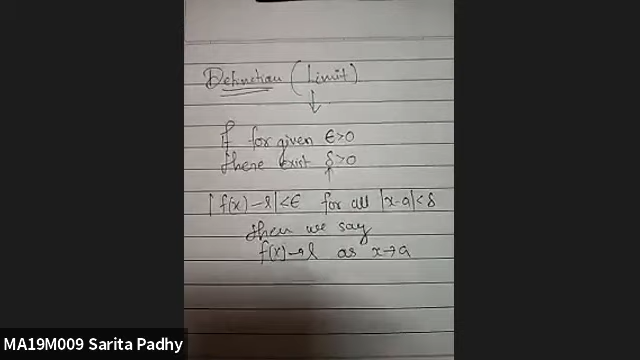 Definition (Limit)
↓
If for given ϵ>0
there exist δ>0
↑
|f(x)-l|<ϵ for all |x-a|<δ
then we say
f(x)→l as x→a
MA19M009 Sarita Padhy